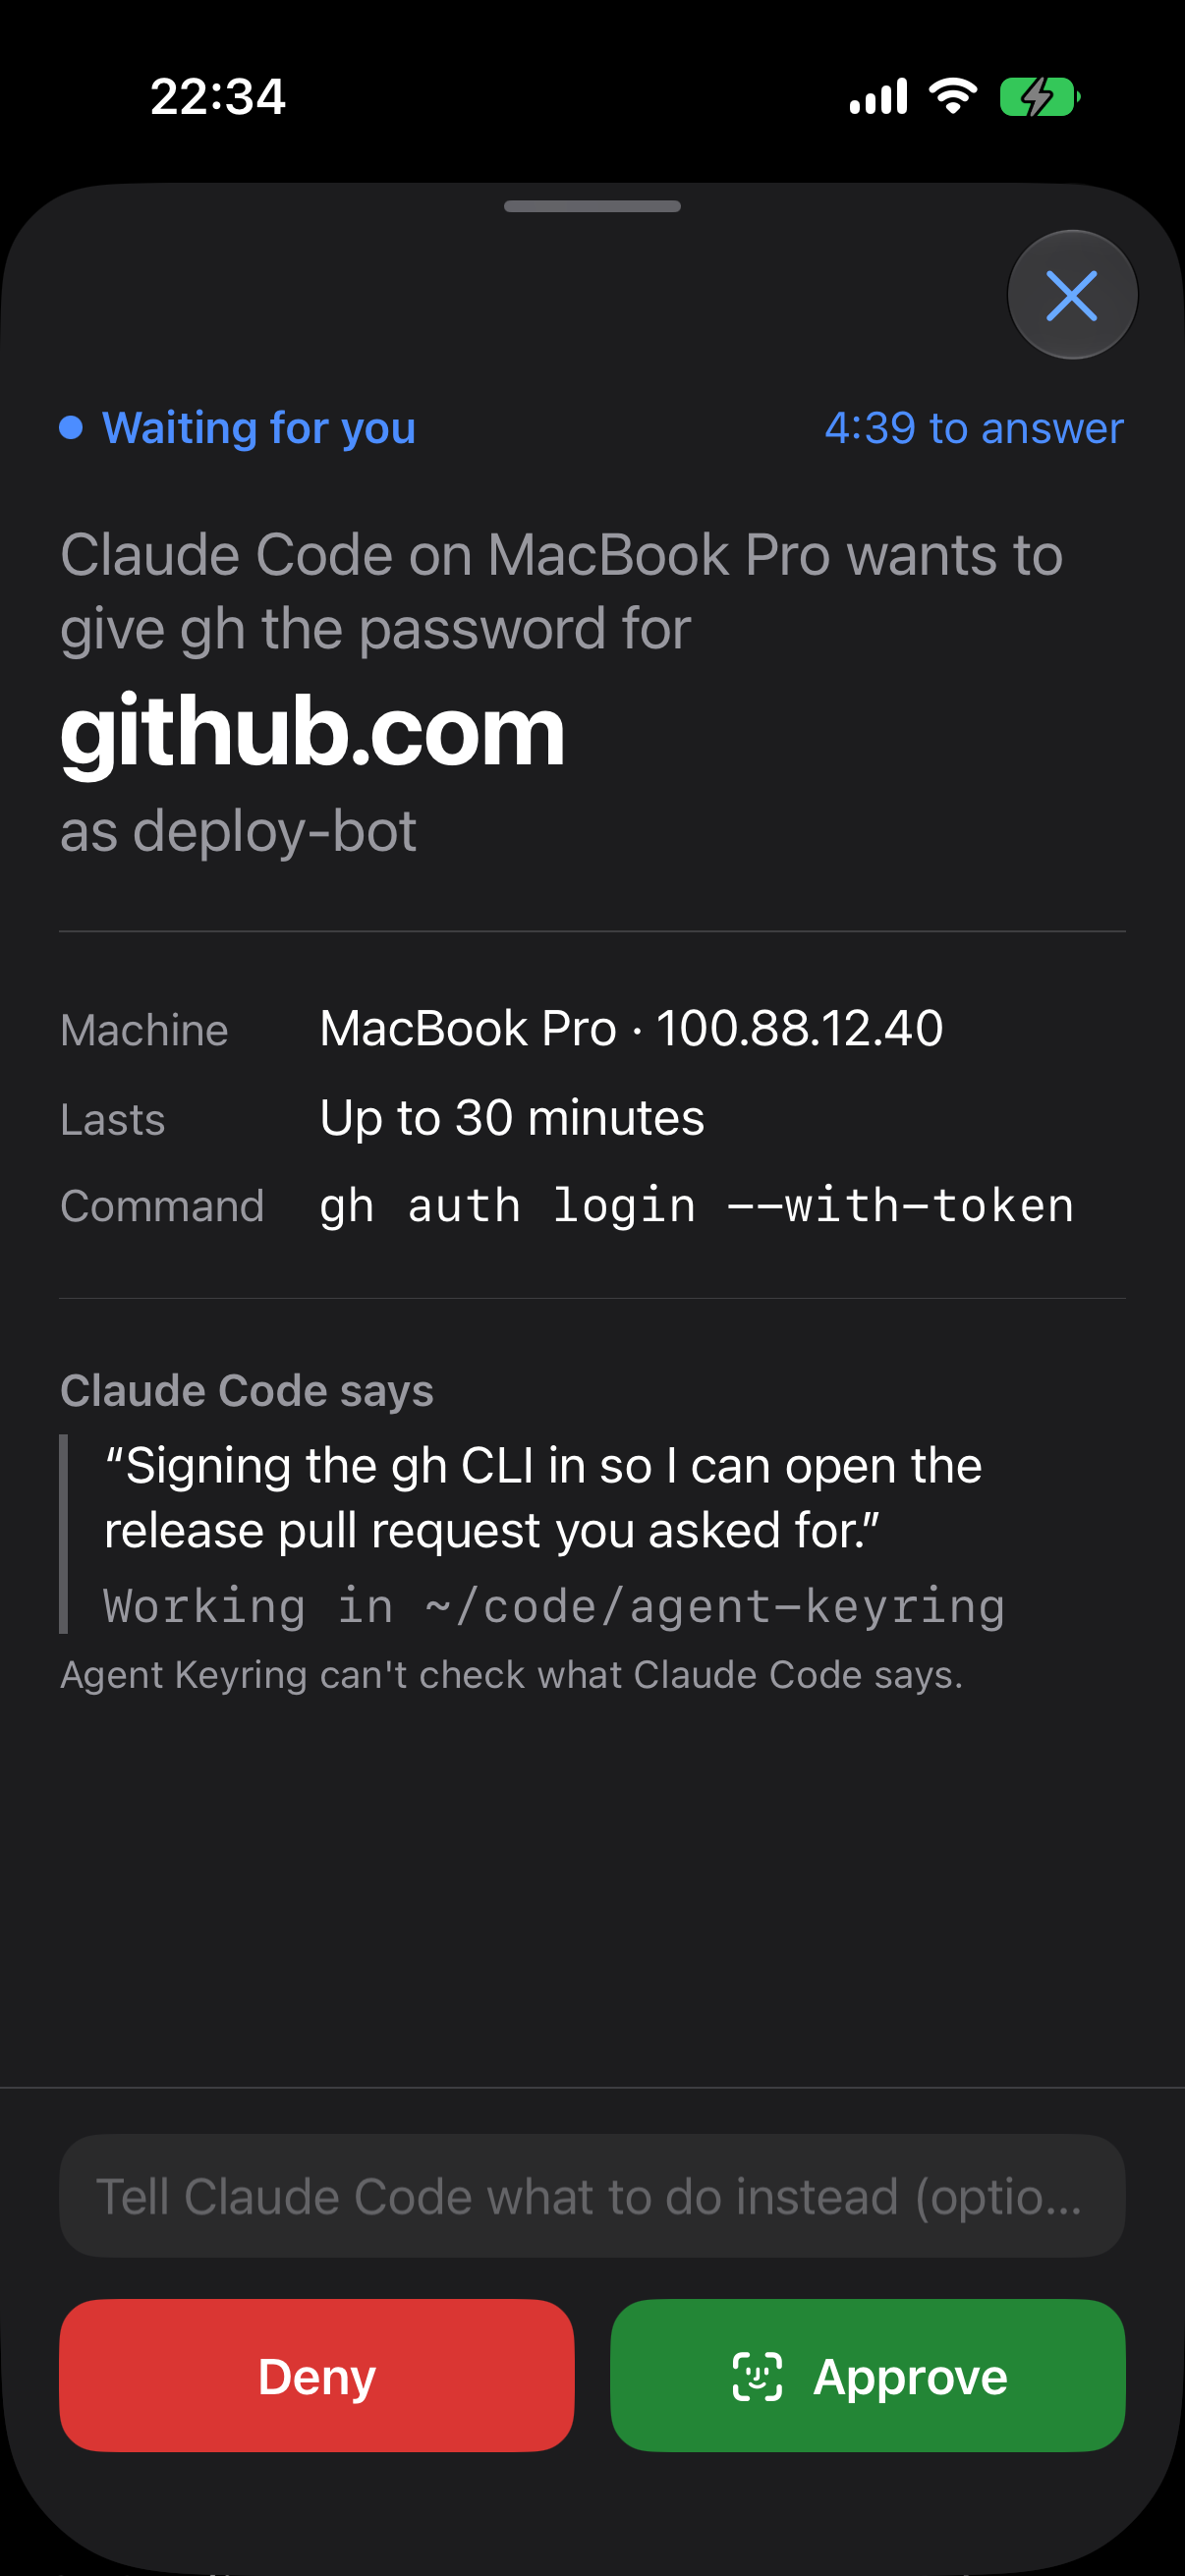 22:34
Waiting for you
4:39 to answer
Claude Code on MacBook Pro wants to
give gh the password for
github.com
as deploy-bot
Machine MacBook Pro · 100.88.12.40
Lasts Up to 30 minutes
Command gh auth login --with-token
Claude Code says
“Signing the gh CLI in so I can open the
release pull request you asked for.”
Working in ~/code/agent-keyring
Agent Keyring can't check what Claude Code says.
Tell Claude Code what to do instead (optio...
Deny
Approve